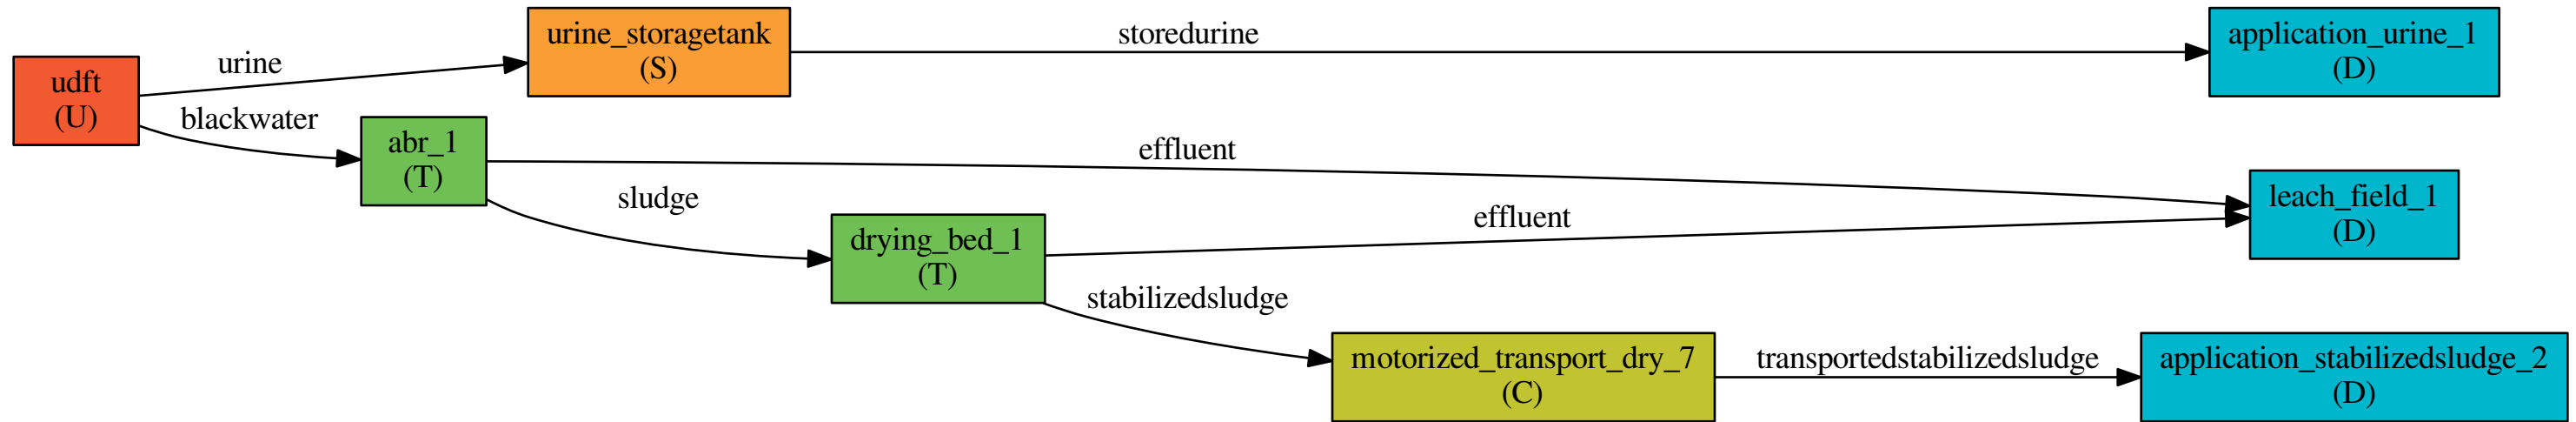 udft
(U)
urine
blackwater
urine_storagetank
(S)
storedurine
application_urine_1
(D)
abr_1
(T)
effluent
sludge
drying_bed_1
(T)
effluent
leach_field_1
(D)
stabilizedsludge
motorized_transport_dry_7
(C)
transportedstabilizedsludge
application_stabilizedsludge_2
(D)